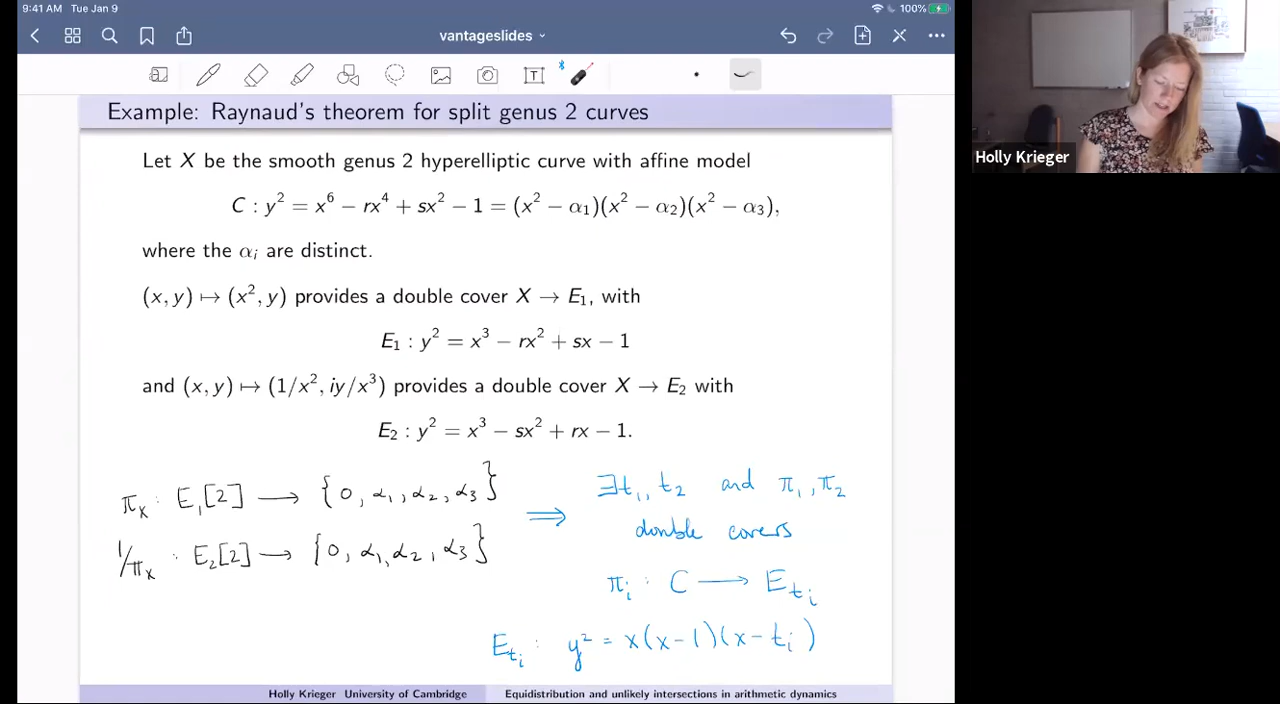 9:41 AM Tue Jan 9
100%
vantageslides
T
Example: Raynaud's theorem for split genus 2 curves
Let X be the smooth genus 2 hyperelliptic curve with affine model
C : y² = x⁶ − rx⁴ + sx² − 1 = (x² − α₁)(x² − α₂)(x² − α₃),
where the αᵢ are distinct.
(x, y) ↦ (x², y) provides a double cover X → E₁, with
E₁ : y² = x³ − rx² + sx − 1
and (x, y) ↦ (1/x², iy/x³) provides a double cover X → E₂ with
E₂ : y² = x³ − sx² + rx − 1.
πₓ : E₁[2] ⟶ {0, α₁, α₂, α₃}
1/πₓ : E₂[2] ⟶ {0, α₁, α₂, α₃}
⟹ ∃ t₁, t₂ and π₁, π₂
double covers
πᵢ : C ⟶ E_{tᵢ}
E_{tᵢ} : y² = x(x−1)(x−tᵢ)
Holly Krieger University of Cambridge
Equidistribution and unlikely intersections in arithmetic dynamics
Holly Krieger